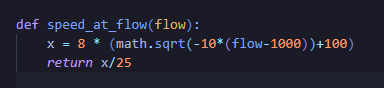 def speed_at_flow(flow):
    x = 8 * (math.sqrt(-10*(flow-1000))+100)
    return x/25